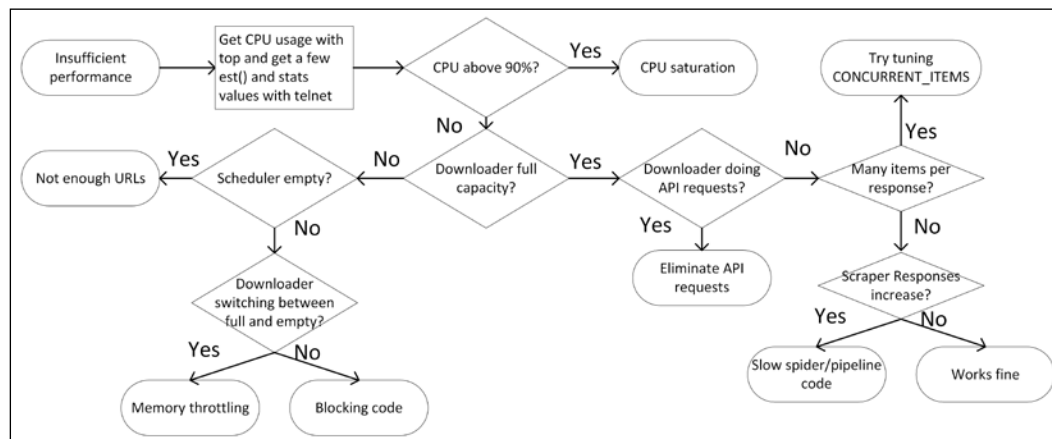 Insufficient
performance
Get CPU usage with
top and get a few
est() and stats
values with telnet
CPU above 90%?
Yes
CPU saturation
Try tuning
CONCURRENT_ITEMS
No
Yes
Not enough URLs
Yes
Scheduler empty?
No
Downloader full
capacity?
Yes
Downloader doing
API requests?
No
Many items per
response?
No
Yes
No
Downloader
switching between
full and empty?
Eliminate API
requests
Scraper Responses
increase?
Yes
No
Yes
No
Memory throttling
Blocking code
Slow spider/pipeline
code
Works fine